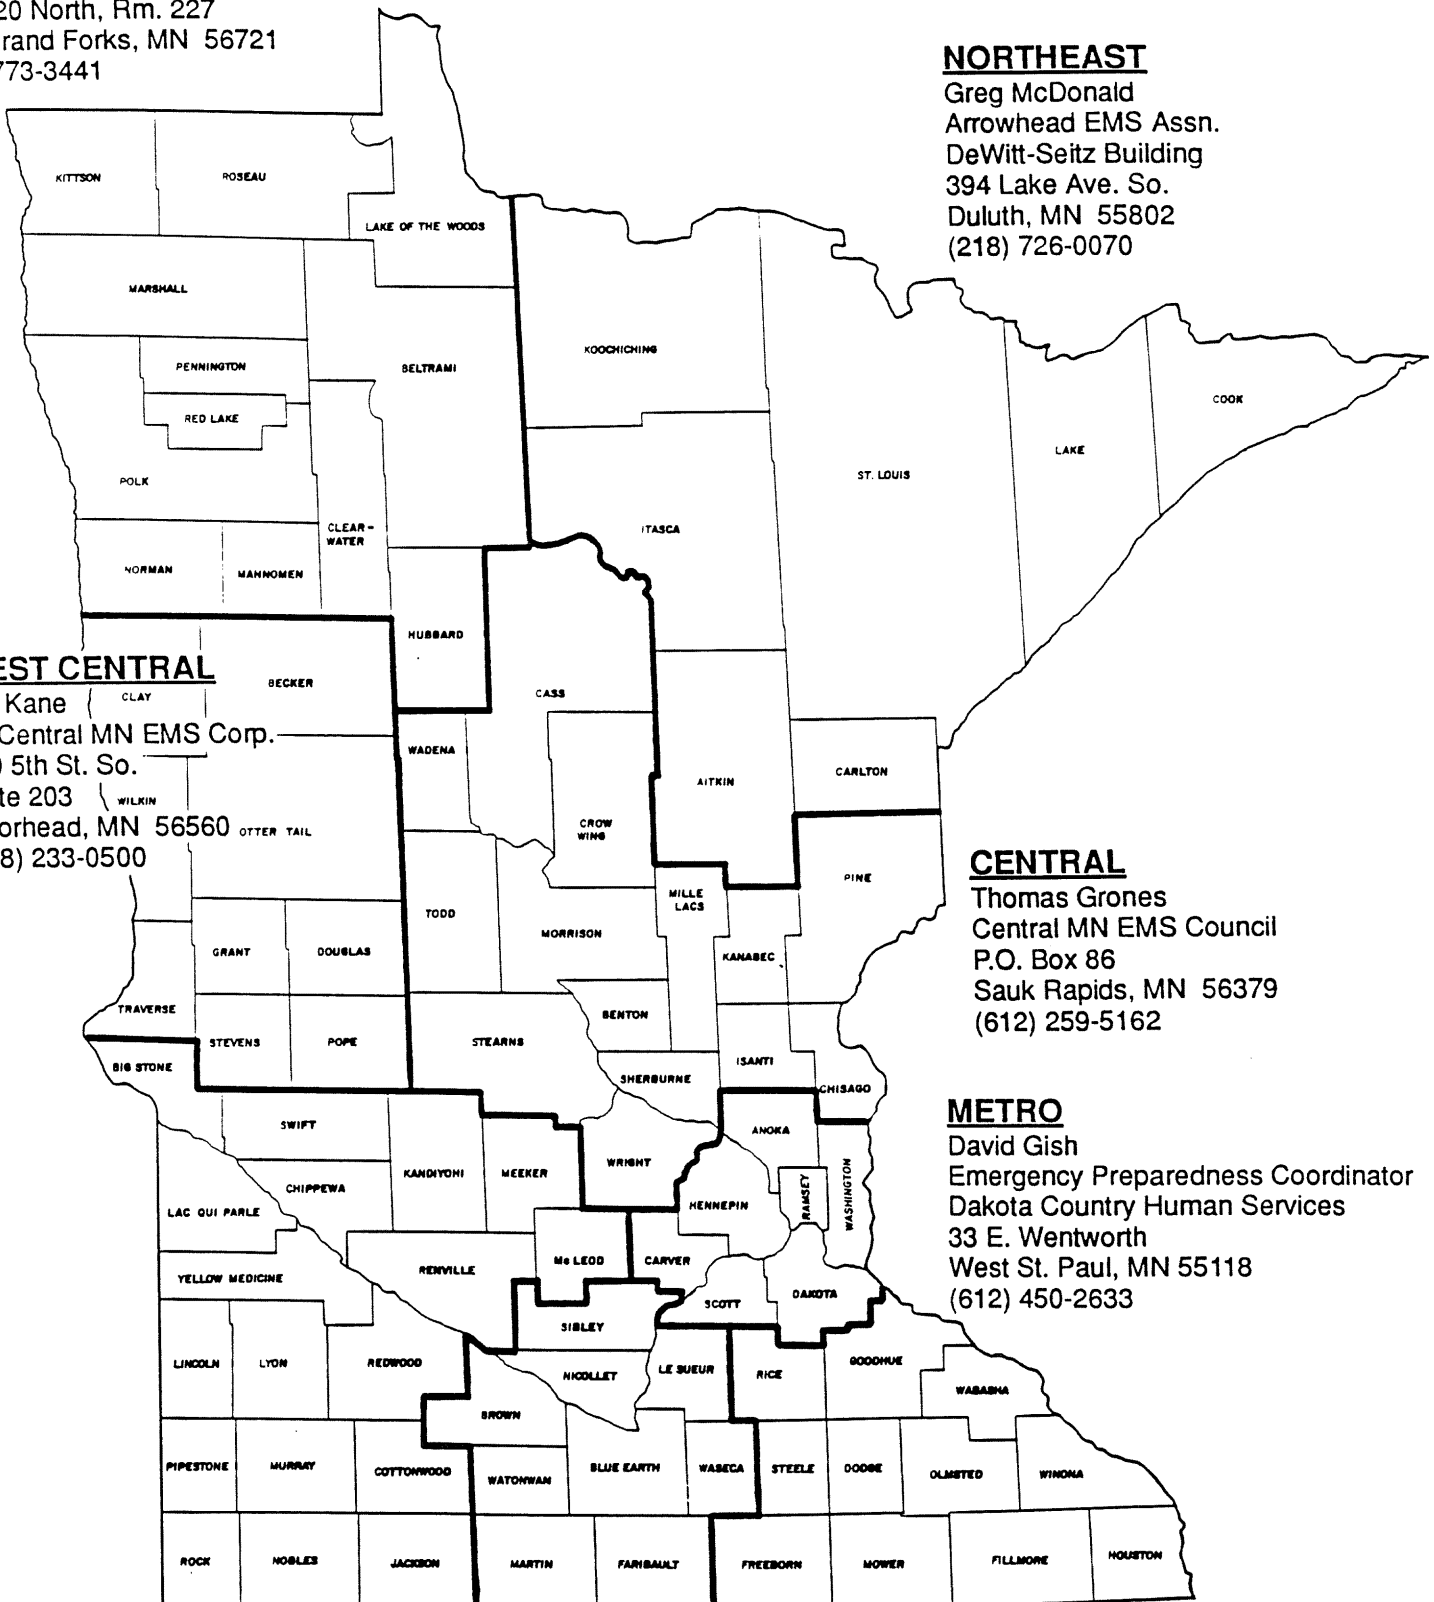 20 North, Rm. 227
rand Forks, MN 56721
773-3441
NORTHEAST
Greg McDonald
Arrowhead EMS Assn.
DeWitt-Seitz Building
394 Lake Ave. So.
Duluth, MN 55802
(218) 726-0070
KITTSON
ROSEAU
LAKE OF THE WOODS
MARSHALL
KOOCHICHING
PENNINGTON
BELTRAMI
COOK
RED LAKE
LAKE
ST. LOUIS
POLK
CLEAR-
WATER
ITASCA
NORMAN
MAHNOMEN
HUBBARD
EST CENTRAL
Kane
Central MN EMS Corp.
5th St. So.
te 203
orhead, MN 56560
8) 233-0500
CLAY
BECKER
CASS
WADENA
AITKIN
CARLTON
WILKIN
OTTER TAIL
CROW
WING
PINE
CENTRAL
Thomas Grones
Central MN EMS Council
P.O. Box 86
Sauk Rapids, MN 56379
(612) 259-5162
MILLE
LACS
TODD
MORRISON
GRANT
DOUGLAS
KANABEC
TRAVERSE
BENTON
STEVENS
POPE
STEARNS
BIG STONE
ISANTI
SHERBURNE
CHISAGO
METRO
David Gish
Emergency Preparedness Coordinator
Dakota Country Human Services
33 E. Wentworth
West St. Paul, MN 55118
(612) 450-2633
SWIFT
ANOKA
KANDIYOHI
MEEKER
WRIGHT
CHIPPEWA
RAMSEY
WASHINGTON
LAC QUI PARLE
HENNEPIN
YELLOW MEDICINE
RENVILLE
Mc LEOD
CARVER
SCOTT
DAKOTA
SIBLEY
LINCOLN
LYON
REDWOOD
NICOLLET
LE SUEUR
RICE
GOODHUE
WABASHA
BROWN
PIPESTONE
MURRAY
COTTONWOOD
WATONWAN
BLUE EARTH
WASECA
STEELE
DODGE
OLMSTED
WINONA
ROCK
NOBLES
JACKSON
MARTIN
FARIBAULT
FREEBORN
MOWER
FILLMORE
HOUSTON